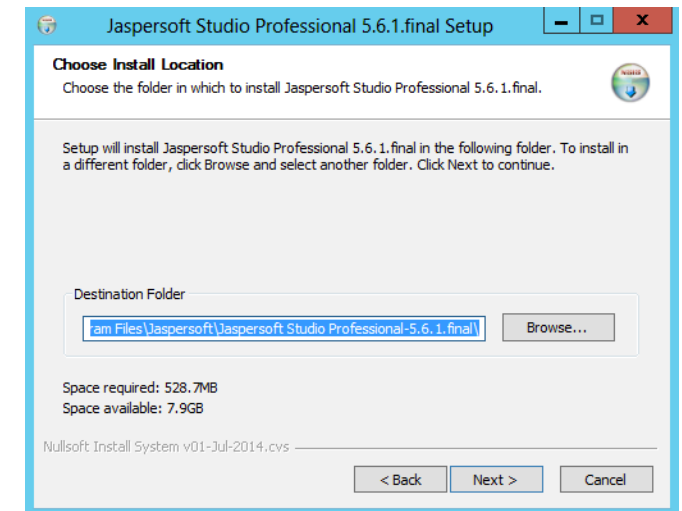 Jaspersoft Studio Professional 5.6.1.final Setup
Choose Install Location
Choose the folder in which to install Jaspersoft Studio Professional 5.6.1.final.
Setup will install Jaspersoft Studio Professional 5.6.1.final in the following folder. To install in
a different folder, click Browse and select another folder. Click Next to continue.
Destination Folder
ram Files\Jaspersoft\Jaspersoft Studio Professional-5.6.1.final\
Browse...
Space required: 528.7MB
Space available: 7.9GB
Nullsoft Install System v01-Jul-2014.cvs
< Back
Next >
Cancel